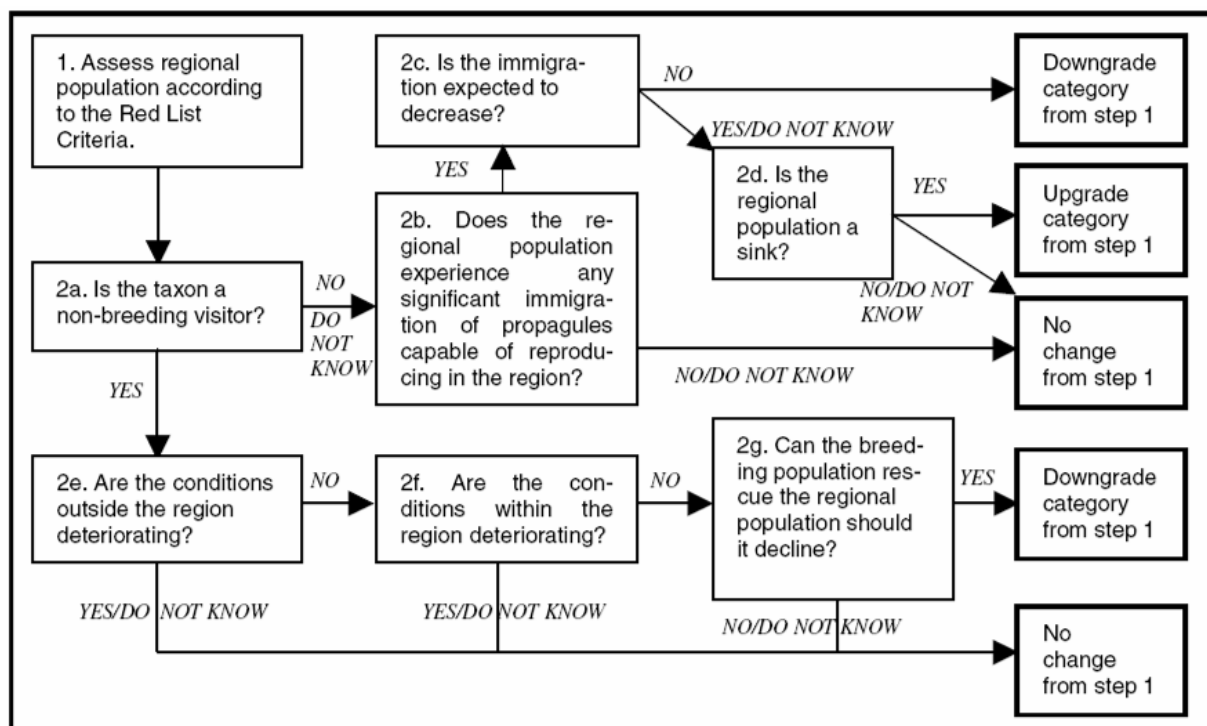 1. Assess regional
population according
to the Red List
Criteria.
2c. Is the immigra-
tion expected to
decrease?
NO
Downgrade
category
from step 1
YES/DO NOT KNOW
YES
2d. Is the
regional
population a
sink?
YES
Upgrade
category
from step 1
2a. Is the taxon a
non-breeding visitor?
NO
DO
NOT
KNOW
2b. Does the re-
gional population
experience any
significant immigra-
tion of propagules
capable of reprodu-
cing in the region?
NO/DO NOT
KNOW
NO/DO NOT KNOW
No
change
from step 1
YES
2e. Are the conditions
outside the region
deteriorating?
NO
2f. Are the con-
ditions within the
region deteriorating?
NO
2g. Can the breed-
ing population res-
cue the regional
population should
it decline?
YES
Downgrade
category
from step 1
YES/DO NOT KNOW
YES/DO NOT KNOW
NO/DO NOT KNOW
No
change
from step 1